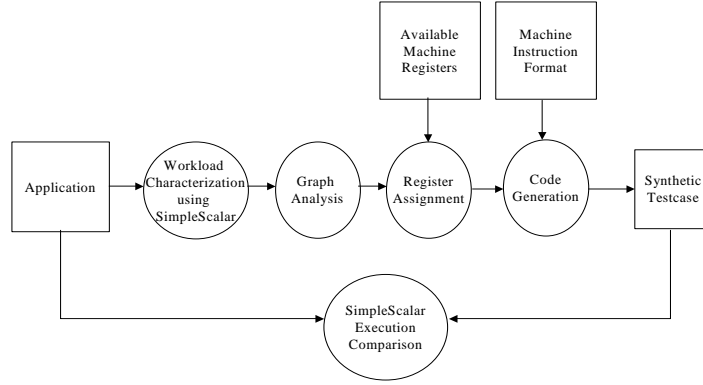 Available
Machine
Registers
Machine
Instruction
Format
Application
Workload
Characterization
using
SimpleScalar
Graph
Analysis
Register
Assignment
Code
Generation
Synthetic
Testcase
SimpleScalar
Execution
Comparison